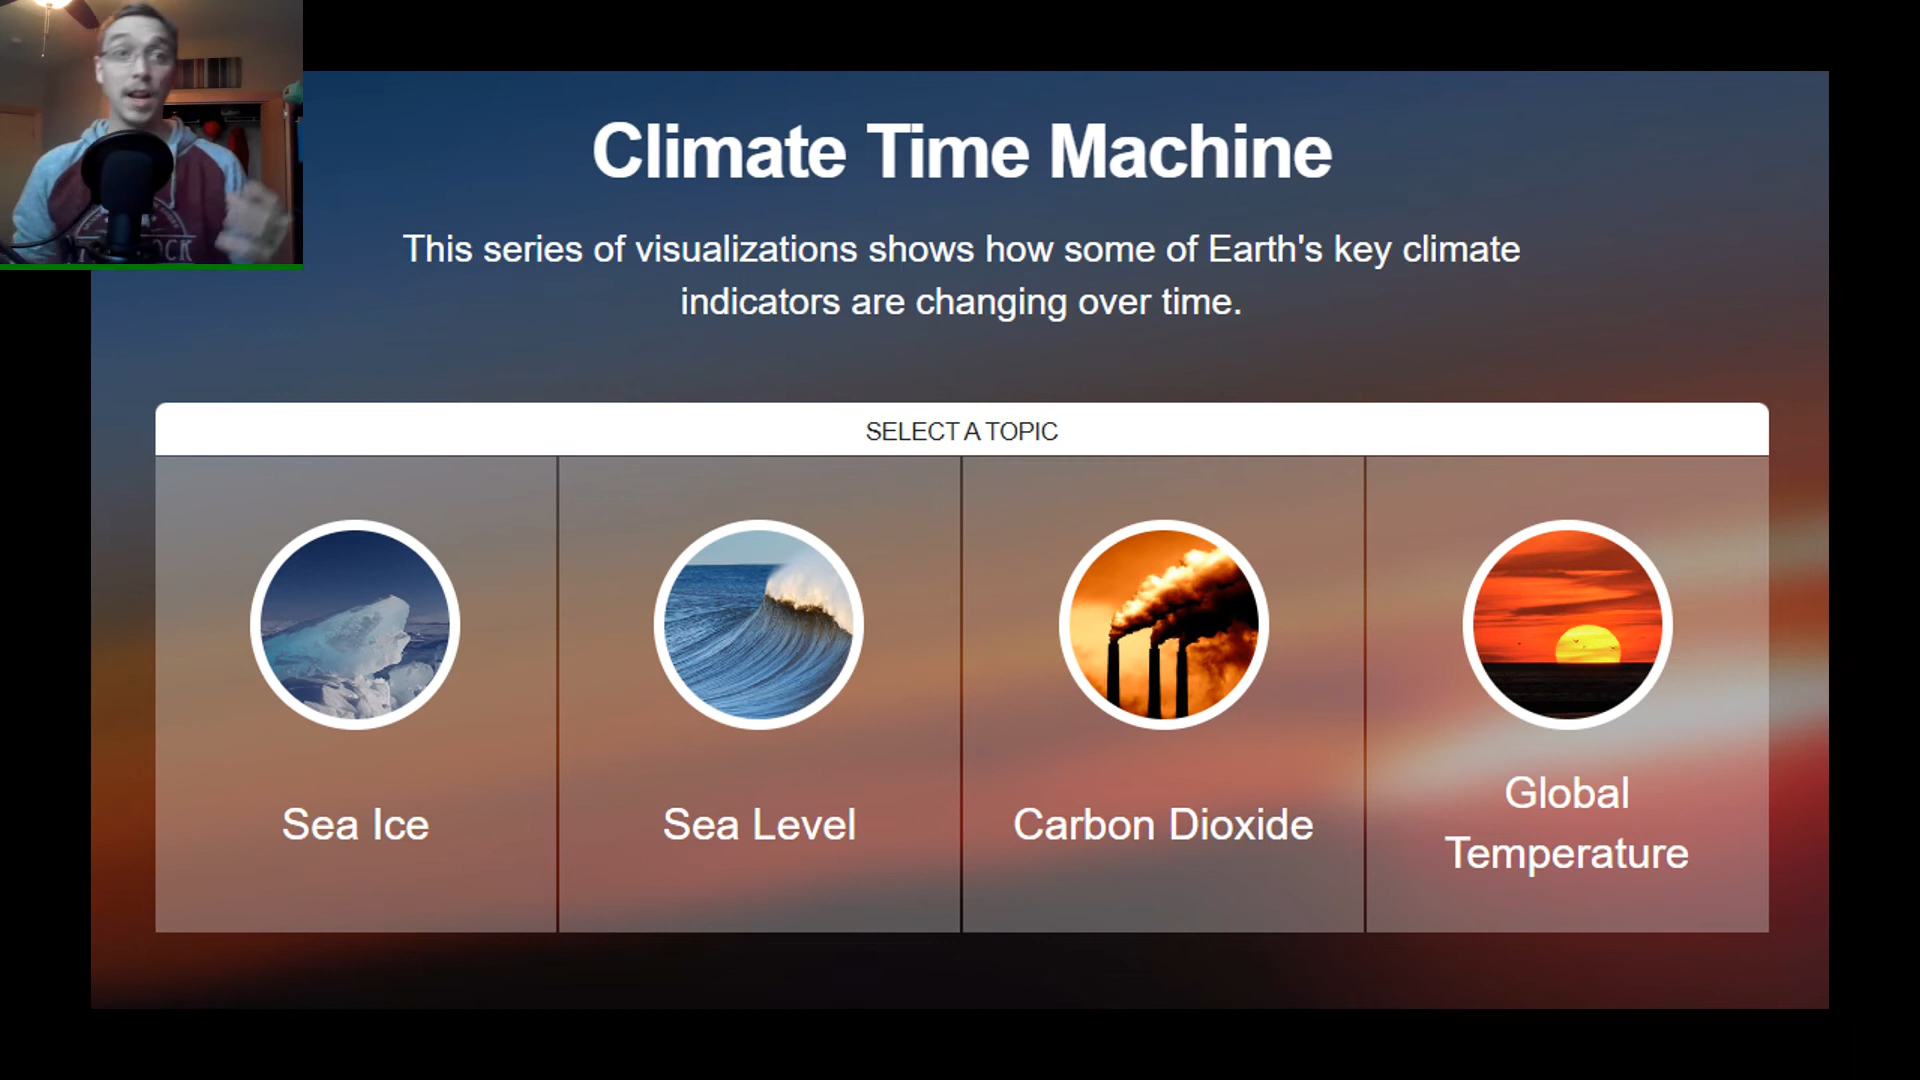 Climate Time Machine
This series of visualizations shows how some of Earth's key climate
indicators are changing over time.
SELECT A TOPIC
Sea Ice
Sea Level
Carbon Dioxide
Global
Temperature